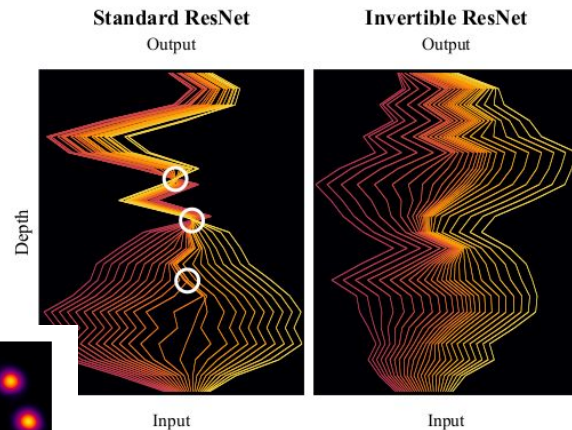 Standard ResNet
Output
Invertible ResNet
Output
Depth
Input
Input